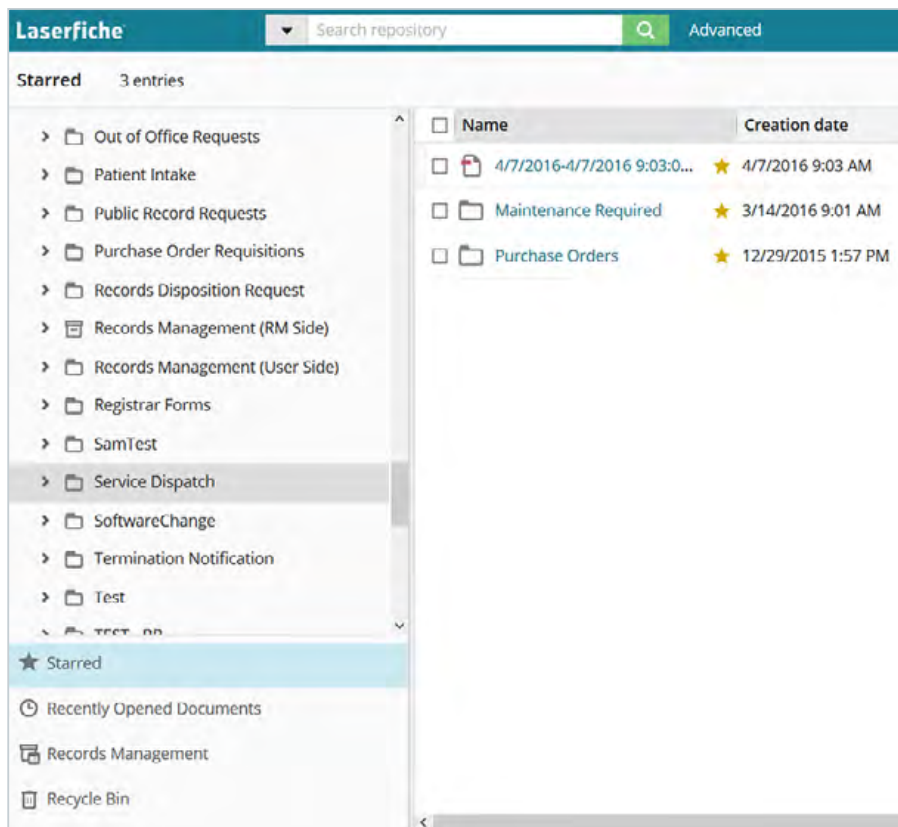 Laserfiche Search repository Advanced
Starred 3 entries
Out of Office Requests
Patient Intake
Public Record Requests
Purchase Order Requisitions
Records Disposition Request
Records Management (RM Side)
Records Management (User Side)
Registrar Forms
SamTest
Service Dispatch
SoftwareChange
Termination Notification
Test
Starred
Recently Opened Documents
Records Management
Recycle Bin
Name Creation date
4/7/2016-4/7/2016 9:03:0... 4/7/2016 9:03 AM
Maintenance Required 3/14/2016 9:01 AM
Purchase Orders 12/29/2015 1:57 PM